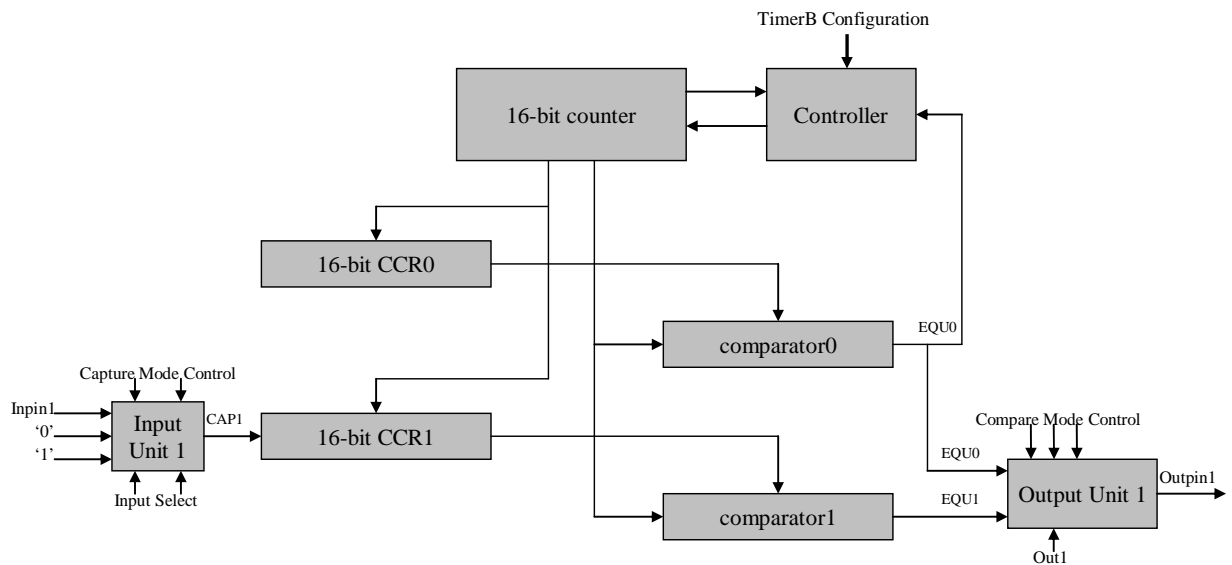 TimerB Configuration
16-bit counter
Controller
16-bit CCR0
comparator0
EQU0
Capture Mode Control
Inpin1
‘0’
‘1’
Input
Unit 1
CAP1
16-bit CCR1
Input Select
Compare Mode Control
EQU0
Output Unit 1
Outpin1
comparator1
EQU1
Out1